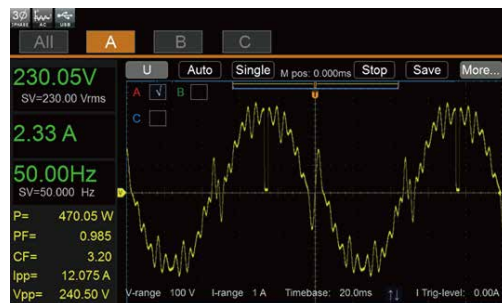 3Ø
3PHASE AC USB
All A B C
230.05V
SV=230.00 Vrms
2.33 A
50.00Hz
SV=50.000 Hz
P= 470.05 W
PF= 0.985
CF= 3.20
Ipp= 12.075 A
Vpp= 240.50 V
U Auto Single M pos: 0.000ms Stop Save More...
A √ B
C
T
V-range 100 V I-range 1 A Timebase: 20.0ms ↑↓ I Trig-level: 0.00A